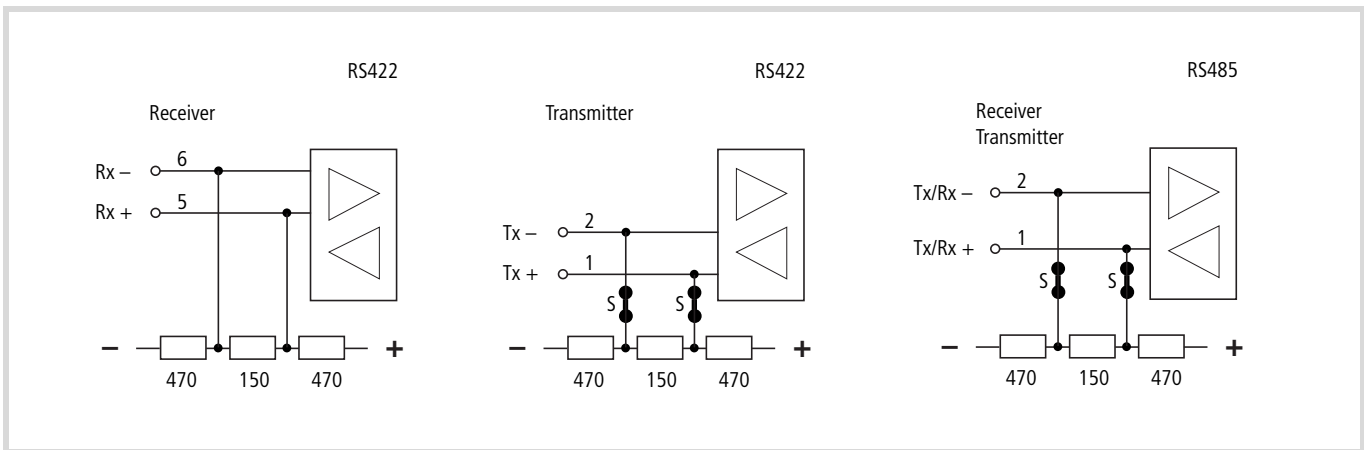 RS422
Receiver
Rx – 6
Rx + 5
– +
470 150 470
RS422
Transmitter
Tx – 2
Tx + 1
S S
– +
470 150 470
RS485
Receiver
Transmitter
Tx/Rx – 2
Tx/Rx + 1
S S
– +
470 150 470